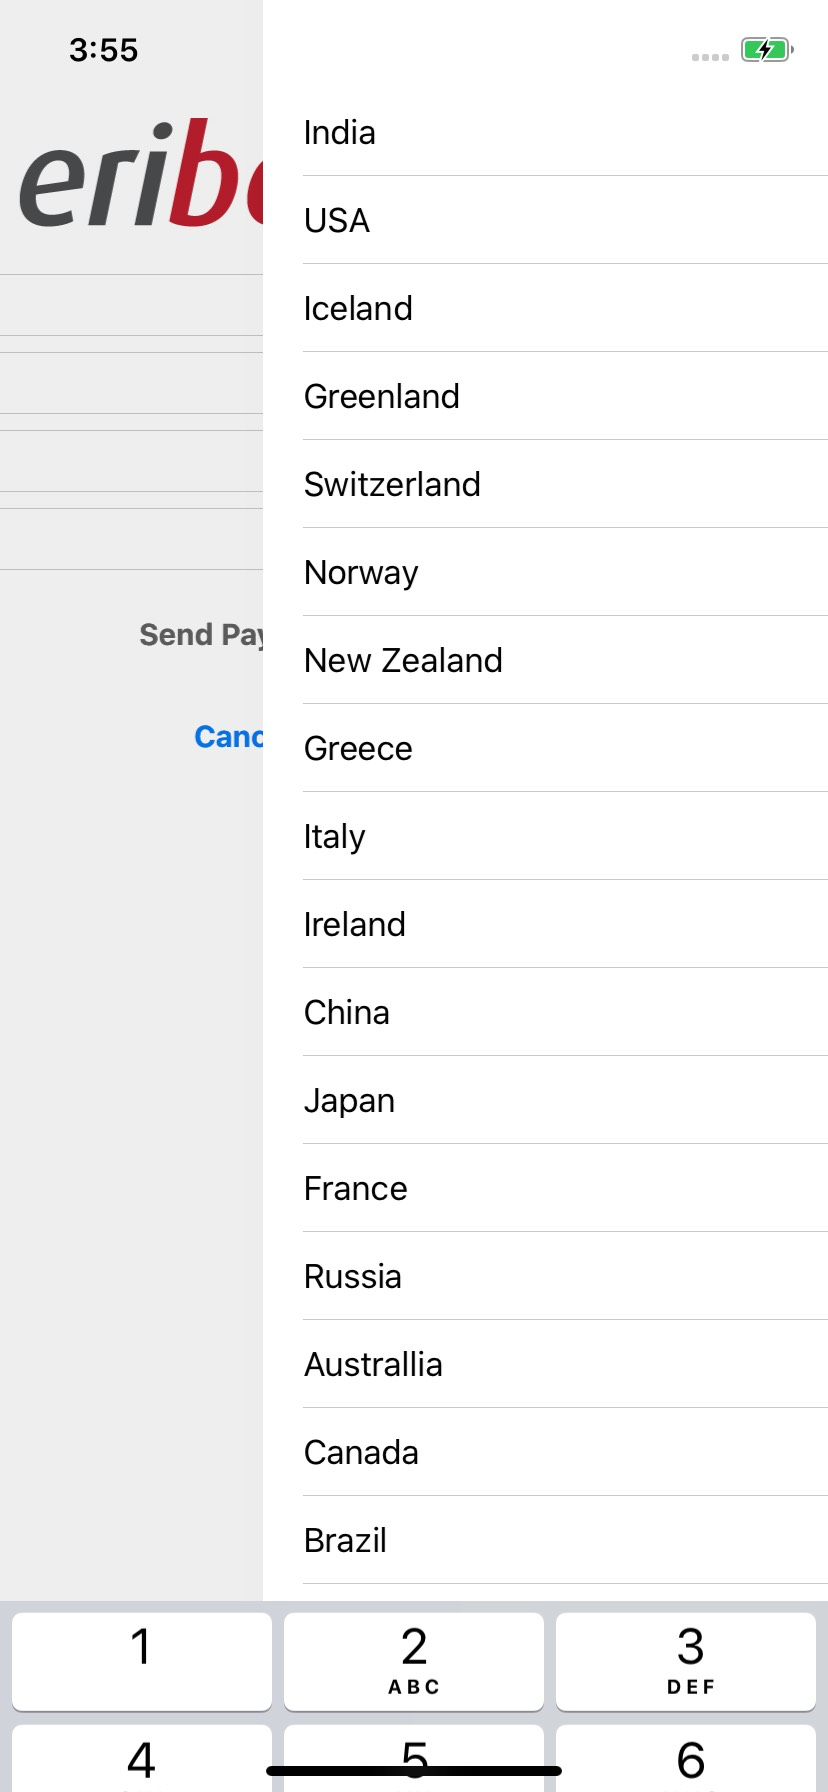 3:55
eribe
India
USA
Iceland
Greenland
Switzerland
Norway
Send Pay
New Zealand
Canc
Greece
Italy
Ireland
China
Japan
France
Russia
Australlia
Canada
Brazil
1
2
ABC
3
DEF
4
5
6